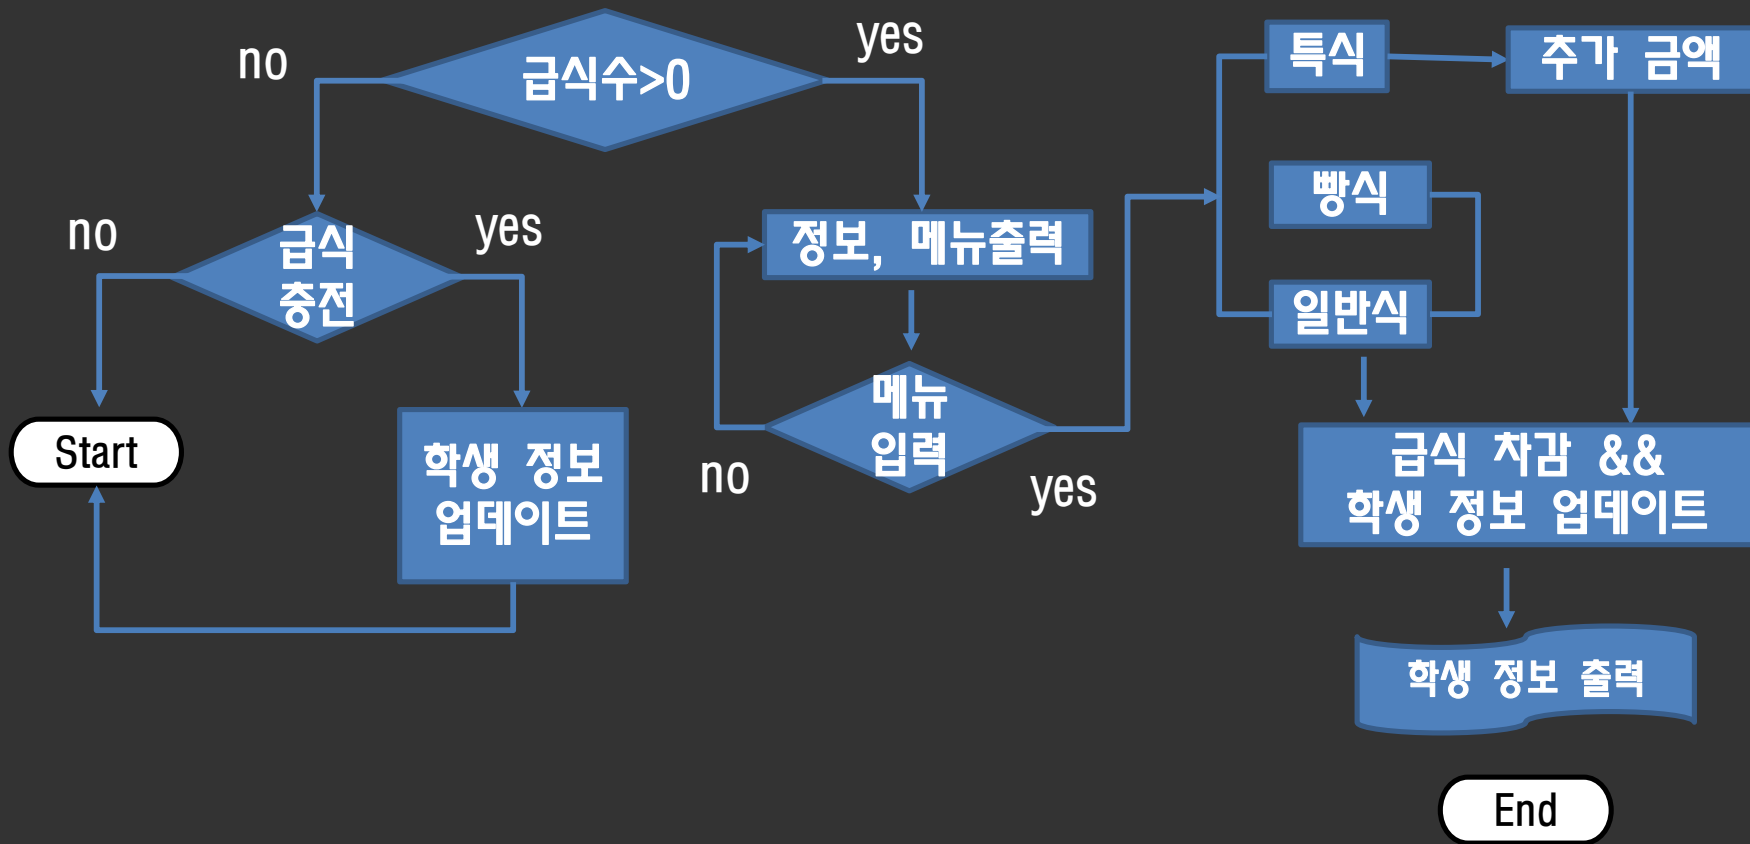 no
급식수>0
yes
특식
추가 금액
no
급식
충전
yes
정보, 메뉴출력
빵식
일반식
메뉴
입력
no
yes
Start
학생 정보
업데이트
급식 차감 &&
학생 정보 업데이트
학생 정보 출력
End